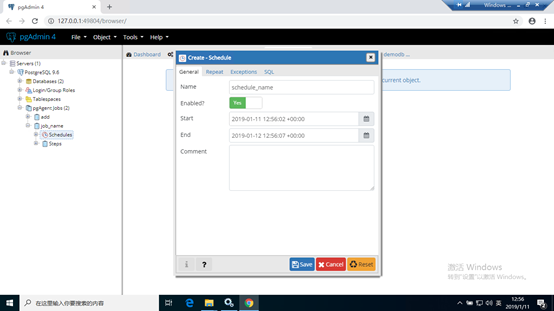 pgAdmin 4
Windows ...
127.0.0.1:49804/browser/
pgAdmin 4
File
Object
Tools
Help
Browser
Dashboard
demodb ...
Servers (1)
PostgreSQL 9.6
Databases (2)
Login/Group Roles
Tablespaces
pgAgent Jobs (2)
add
job_name
Schedules
Steps
current object.
Create - Schedule
General
Repeat
Exceptions
SQL
Name
schedule_name
Enabled?
Yes
Start
2019-01-11 12:56:02 +00:00
End
2019-01-12 12:56:07 +00:00
Comment
i
?
Save
Cancel
Reset
激活 Windows
转到"设置"以激活 Windows。
在这里输入你要搜索的内容
英
12:56
2019/1/11